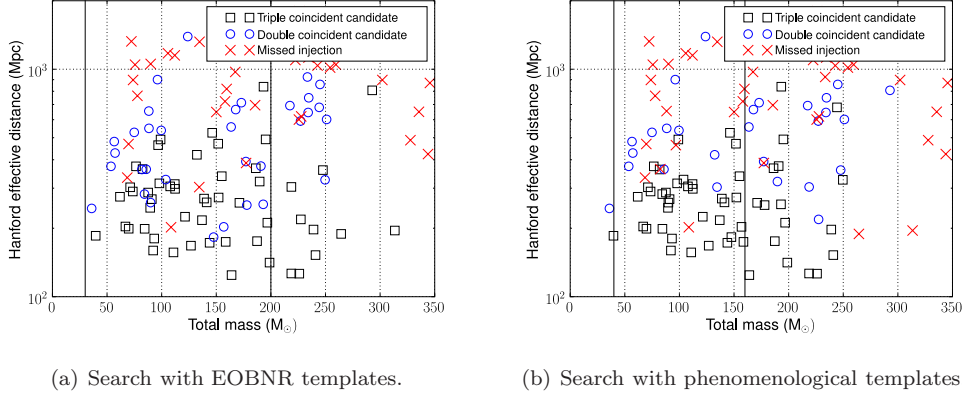 Triple coincident candidate
Double coincident candidate
Missed injection
Hanford effective distance (Mpc)
10³
10²
0 50 100 150 200 250 300 350
Total mass (M☉)
(a) Search with EOBNR templates.
Triple coincident candidate
Double coincident candidate
Missed injection
Hanford effective distance (Mpc)
10³
10²
0 50 100 150 200 250 300 350
Total mass (M☉)
(b) Search with phenomenological templates